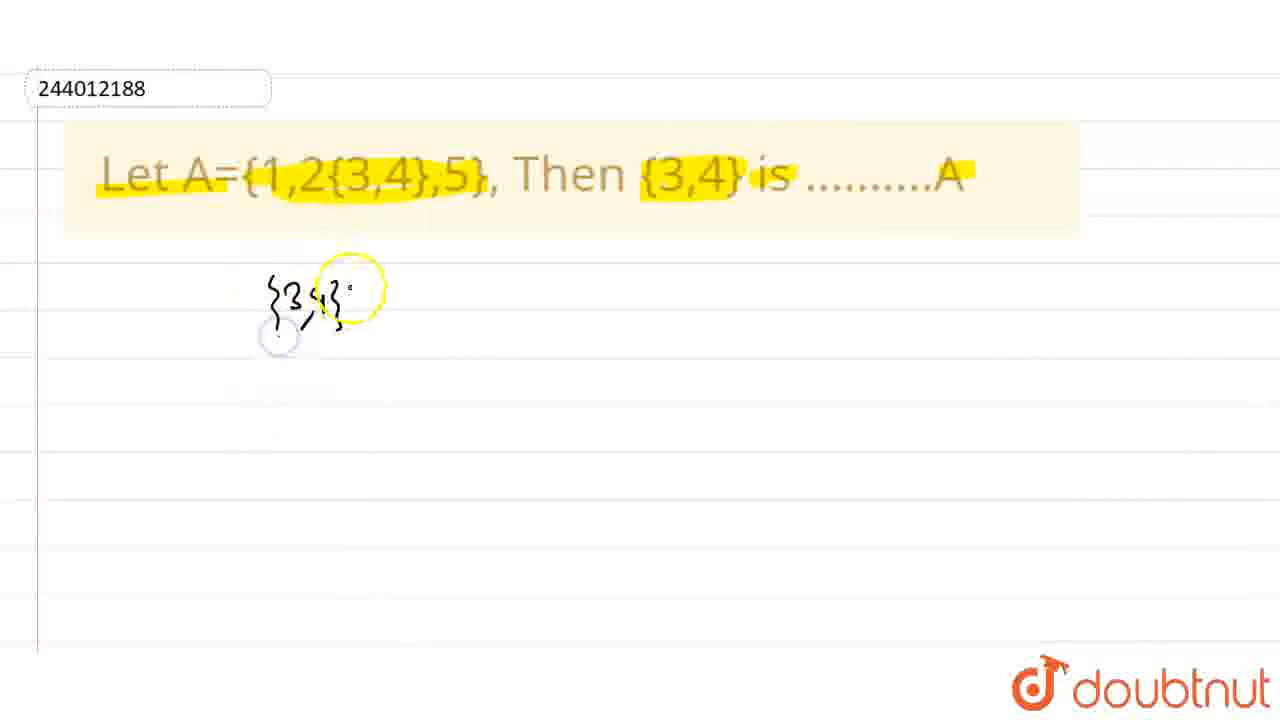 244012188
Let A={1,2{3,4},5}, Then {3,4} is ..........A
{3,4}
doubtnut